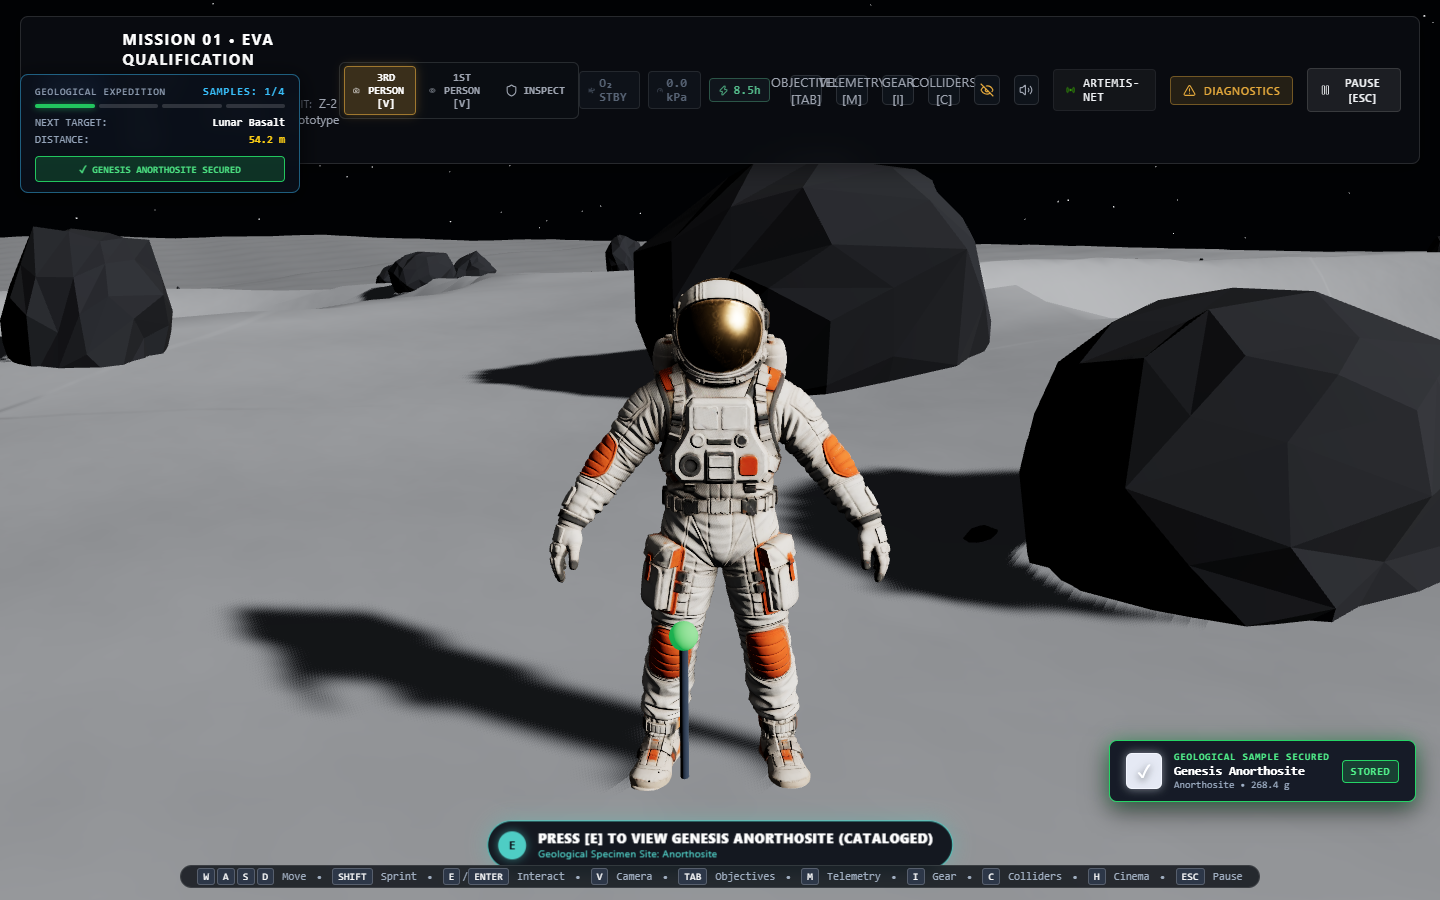 MISSION 01 • EVA
QUALIFICATION
GEOLOGICAL EXPEDITION
SAMPLES: 1/4
NEXT TARGET:
Lunar Basalt
DISTANCE:
54.2 m
✓ GENESIS ANORTHOSITE SECURED
Z-2
ototype
3RD
PERSON
[V]
1ST
PERSON
[V]
INSPECT
O₂
STBY
0.0
kPa
8.5h
OBJECTIVE
[TAB]
TELEMETRY
[M]
GEAR
[I]
COLLIDERS
[C]
ARTEMIS-
NET
DIAGNOSTICS
PAUSE
[ESC]
GEOLOGICAL SAMPLE SECURED
Genesis Anorthosite
Anorthosite • 268.4 g
STORED
E
PRESS [E] TO VIEW GENESIS ANORTHOSITE (CATALOGED)
Geological Specimen Site: Anorthosite
W A S D Move • SHIFT Sprint • E / ENTER Interact • V Camera • TAB Objectives • M Telemetry • I Gear • C Colliders • H Cinema • ESC Pause